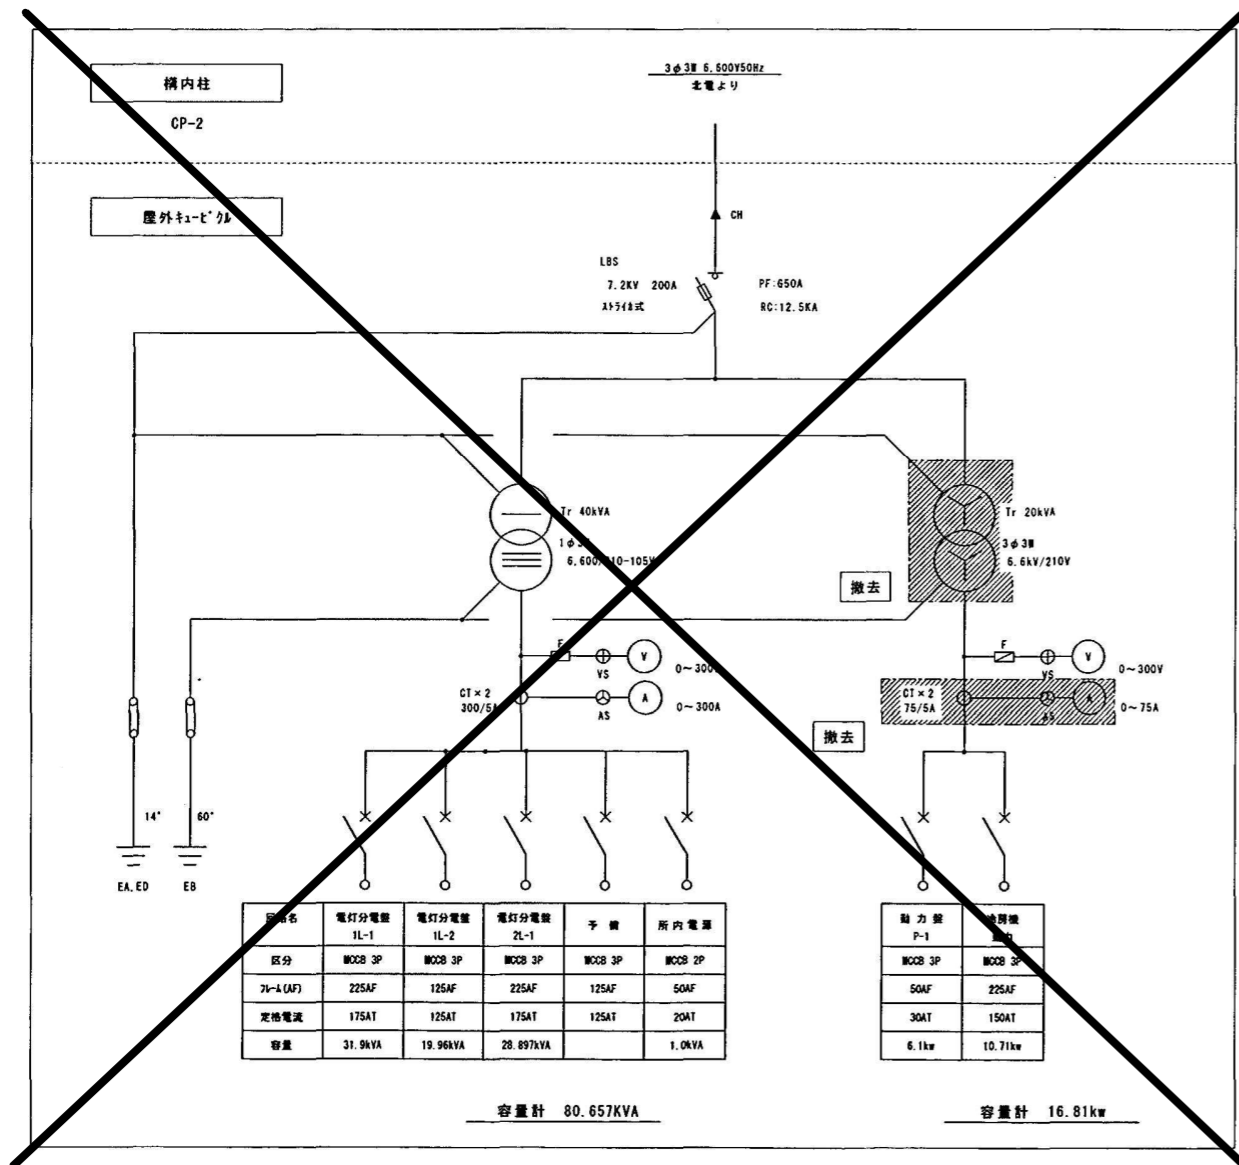 構内柱
CP-2
3φ3W 6,600V50Hz
北電より
屋外キュービクル
CH
LBS
7.2KV 200A
ストライカ式
PF:G50A
RC:12.5KA
Tr 40kVA
6,600/210-105V
Tr 20kVA
3φ3W
6.6kV/210V
撤去
F
VS
V
0～300V
CT×2
300/5A
AS
A
0～300A
F
VS
V
0～300V
CT×2
75/5A
AS
A
0～75A
撤去
14°
60°
EA.ED
EB
回路名 電灯分電盤 1L-1 電灯分電盤 1L-2 電灯分電盤 2L-1 予備 所内電源
区分 MCCB 3P MCCB 3P MCCB 3P MCCB 3P MCCB 2P
フレーム(AF) 225AF 125AF 225AF 125AF 50AF
定格電流 175AT 125AT 175AT 125AT 20AT
容量 31.9kVA 19.96kVA 28.897kVA 1.0kVA
動力盤 P-1
MCCB 3P MCCB 3P
50AF 225AF
30AT 150AT
6.1kw 10.71kw
容量計 80.657KVA
容量計 16.81kw